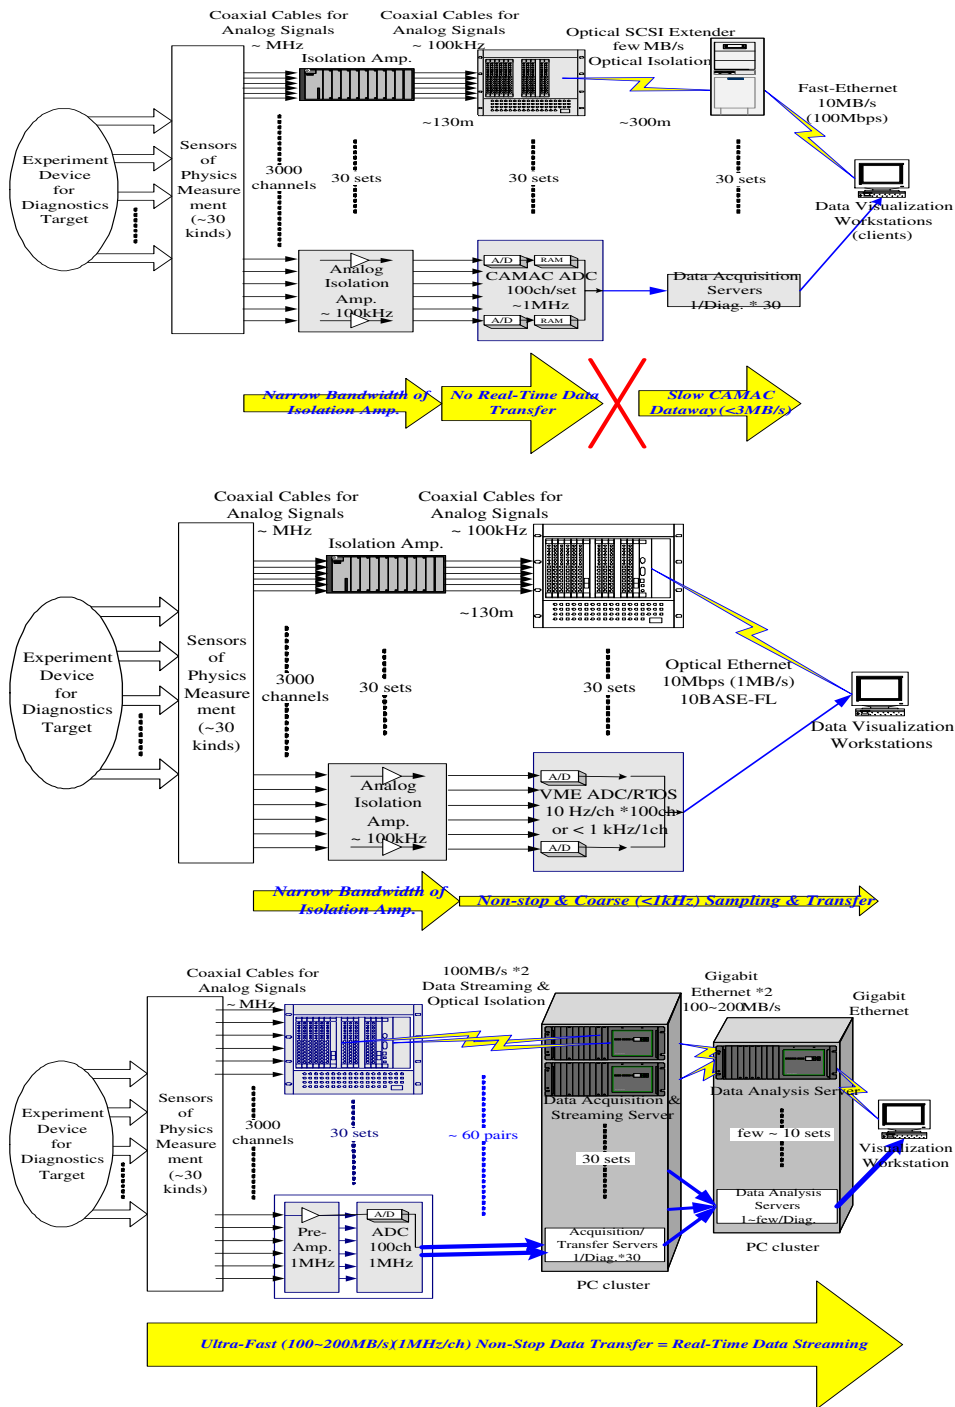 Coaxial Cables for
Analog Signals
~ MHz
Coaxial Cables for
Analog Signals
~ 100kHz
Isolation Amp.
Optical SCSI Extender
few MB/s
Optical Isolation
Fast-Ethernet
10MB/s
(100Mbps)
~130m
~300m
Experiment
Device
for
Diagnostics
Target
Sensors
of
Physics
Measure
ment
(~30
kinds)
3000
channels
30 sets
30 sets
30 sets
Data Visualization
Workstations
(clients)
Analog
Isolation
Amp.
~ 100kHz
A/D
RAM
CAMAC ADC
100ch/set
~1MHz
A/D
RAM
Data Acquisition
Servers
1/Diag. * 30
Narrow Bandwidth of
Isolation Amp.
No Real-Time Data
Transfer
Slow CAMAC
Dataway (<3MB/s)
Coaxial Cables for
Analog Signals
~ MHz
Coaxial Cables for
Analog Signals
~ 100kHz
Isolation Amp.
~130m
Experiment
Device
for
Diagnostics
Target
Sensors
of
Physics
Measure
ment
(~30
kinds)
3000
channels
30 sets
30 sets
Optical Ethernet
10Mbps (1MB/s)
10BASE-FL
Data Visualization
Workstations
Analog
Isolation
Amp.
~ 100kHz
A/D
VME ADC/RTOS
10 Hz/ch *100ch
or < 1 kHz/1ch
A/D
Narrow Bandwidth of
Isolation Amp.
Non-stop & Coarse (<1kHz) Sampling & Transfer
Coaxial Cables for
Analog Signals
~ MHz
100MB/s *2
Data Streaming &
Optical Isolation
Gigabit
Ethernet *2
100~200MB/s
Gigabit
Ethernet
Experiment
Device
for
Diagnostics
Target
Sensors
of
Physics
Measure
ment
(~30
kinds)
3000
channels
30 sets
~ 60 pairs
Data Acquisition &
Streaming Server
30 sets
Data Analysis Server
few ~ 10 sets
Visualization
Workstation
Pre-
Amp.
1MHz
A/D
ADC
100ch
1MHz
Acquisition/
Transfer Servers
1/Diag.*30
PC cluster
Data Analysis
Servers
1~few/Diag.
PC cluster
Ultra-Fast (100~200MB/s)(1MHz/ch) Non-Stop Data Transfer = Real-Time Data Streaming